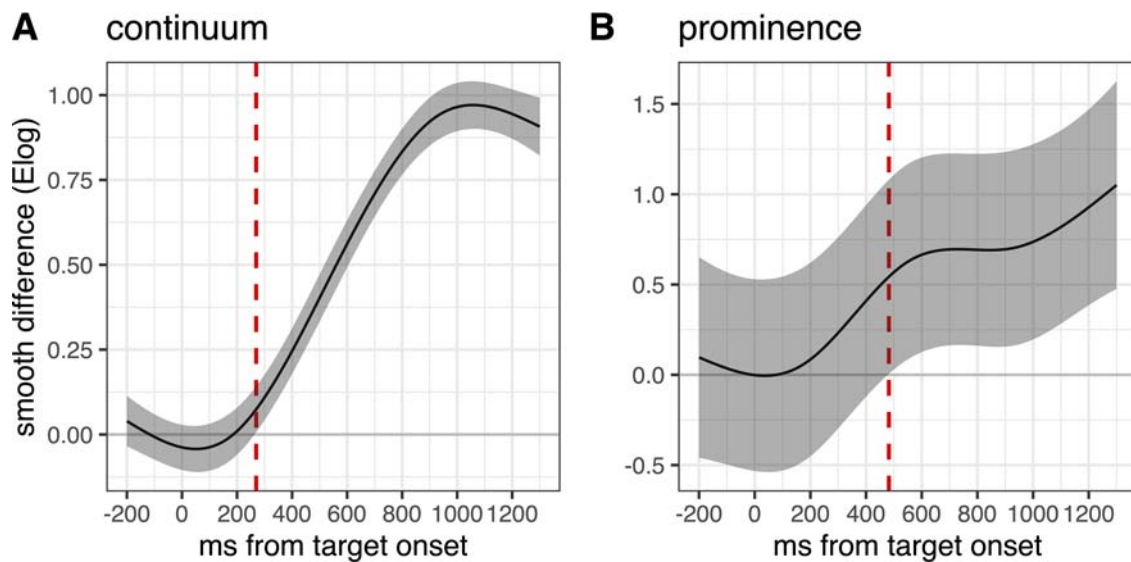 A continuum
B prominence
smooth difference (Elog)
1.00
0.75
0.50
0.25
0.00
-200 0 200 400 600 800 1000 1200
ms from target onset
1.5
1.0
0.5
0.0
-0.5
-200 0 200 400 600 800 1000 1200
ms from target onset